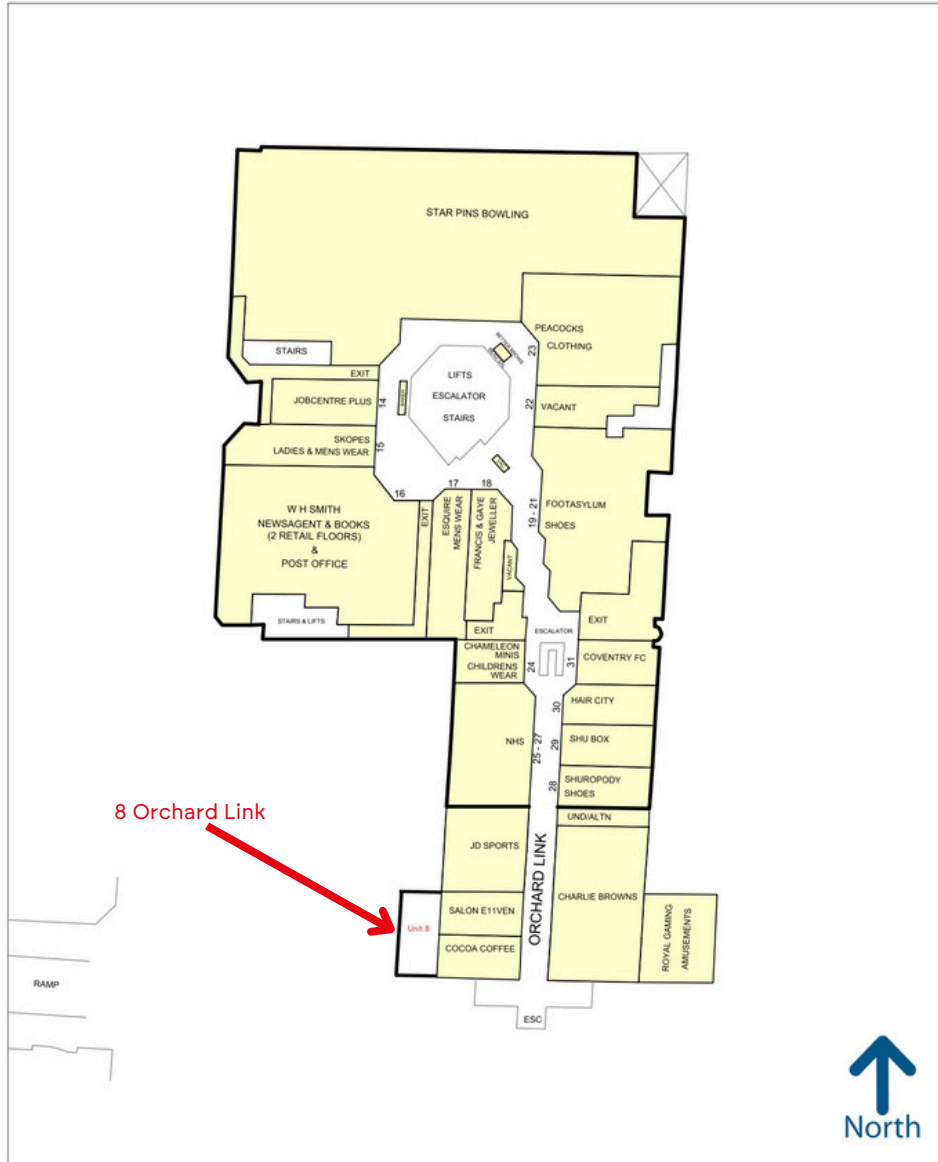 STAR PINS BOWLING
PEACOCKS
CLOTHING
23
STAIRS
EXIT
LIFTS
ESCALATOR
STAIRS
JOBCENTRE PLUS
14
22
VACANT
SKOPES
LADIES & MENS WEAR
15
16
17
18
W H SMITH
NEWSAGENT & BOOKS
(2 RETAIL FLOORS)
&
POST OFFICE
EXIT
ESQUIRE
MENS WEAR
FRANCIS & GAYE
JEWELLER
19 - 21
FOOTASYLUM
SHOES
VACANT
STAIRS & LIFTS
EXIT
ESCALATOR
EXIT
CHAMELEON
MINIS
CHILDRENS
WEAR
24
31
COVENTRY FC
30
HAIR CITY
NHS
25 - 27
29
SHU BOX
28
SHUROPODY
SHOES
8 Orchard Link
UND/ALTN
JD SPORTS
ORCHARD LINK
CHARLIE BROWNS
SALON E11VEN
Unit 8
COCOA COFFEE
ROYAL GAMING
AMUSEMENTS
RAMP
ESC
North